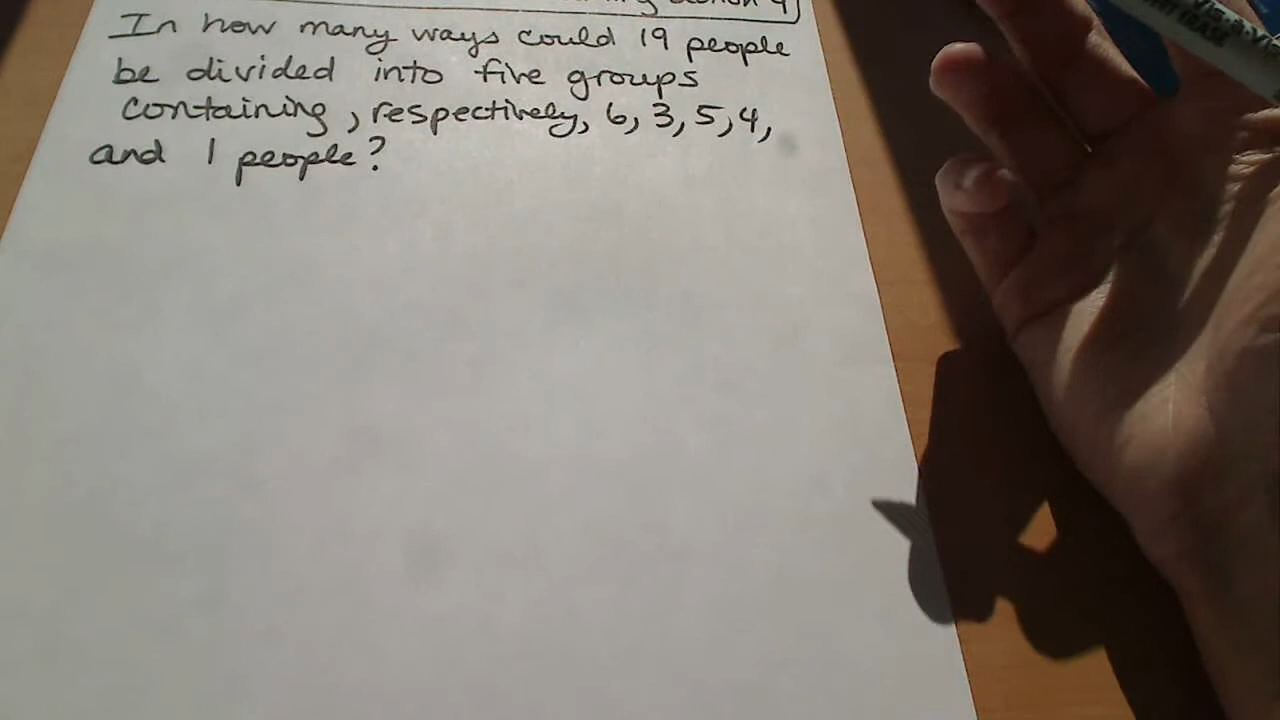 In how many ways could 19 people
be divided into five groups
containing, respectively, 6, 3, 5, 4,
and 1 people?